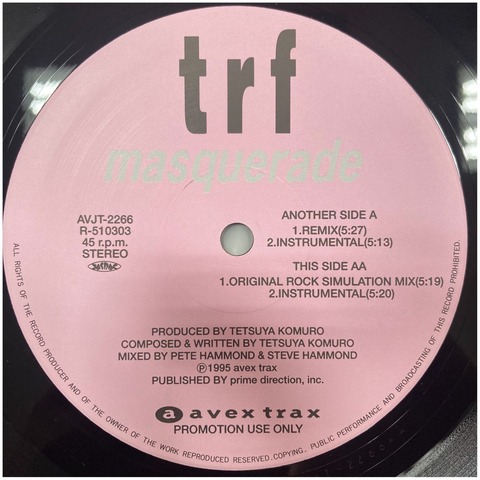 trf
masquerade
AVJT-2266
R-510303
45 r.p.m.
STEREO
ANOTHER SIDE A
1.REMIX(5:27)
2.INSTRUMENTAL(5:13)
THIS SIDE AA
1.ORIGINAL ROCK SIMULATION MIX(5:19)
2.INSTRUMENTAL(5:20)
PRODUCED BY TETSUYA KOMURO
COMPOSED & WRITTEN BY TETSUYA KOMURO
MIXED BY PETE HAMMOND & STEVE HAMMOND
Ⓟ1995 avex trax
PUBLISHED BY prime direction, inc.
a avex trax
PROMOTION USE ONLY
ALL RIGHTS OF THE RECORD PRODUCER AND OF THE OWNER OF THE WORK REPRODUCED RESERVED.COPYING, PUBLIC PERFORMANCE AND BROADCASTING OF THIS RECORD PROHIBITED.